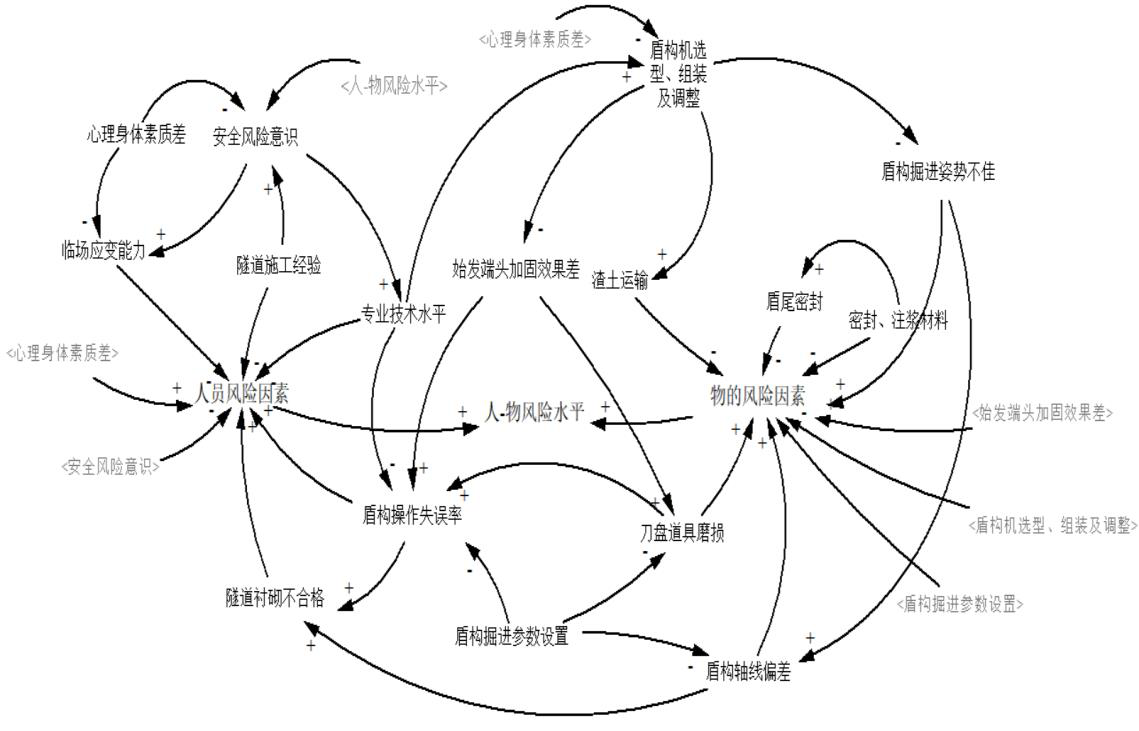 <心理身体素质差>
盾构机选
型、组装
及调整
<人-物风险水平>
心理身体素质差
安全风险意识
盾构掘进姿势不佳
临场应变能力
隧道施工经验
始发端头加固效果差
渣土运输
盾尾密封
专业技术水平
密封、注浆材料
<心理身体素质差>
人员风险因素
人-物风险水平
物的风险因素
<始发端头加固效果差>
<安全风险意识>
盾构操作失误率
刀盘道具磨损
<盾构机选型、组装及调整>
隧道衬砌不合格
<盾构掘进参数设置>
盾构掘进参数设置
盾构轴线偏差